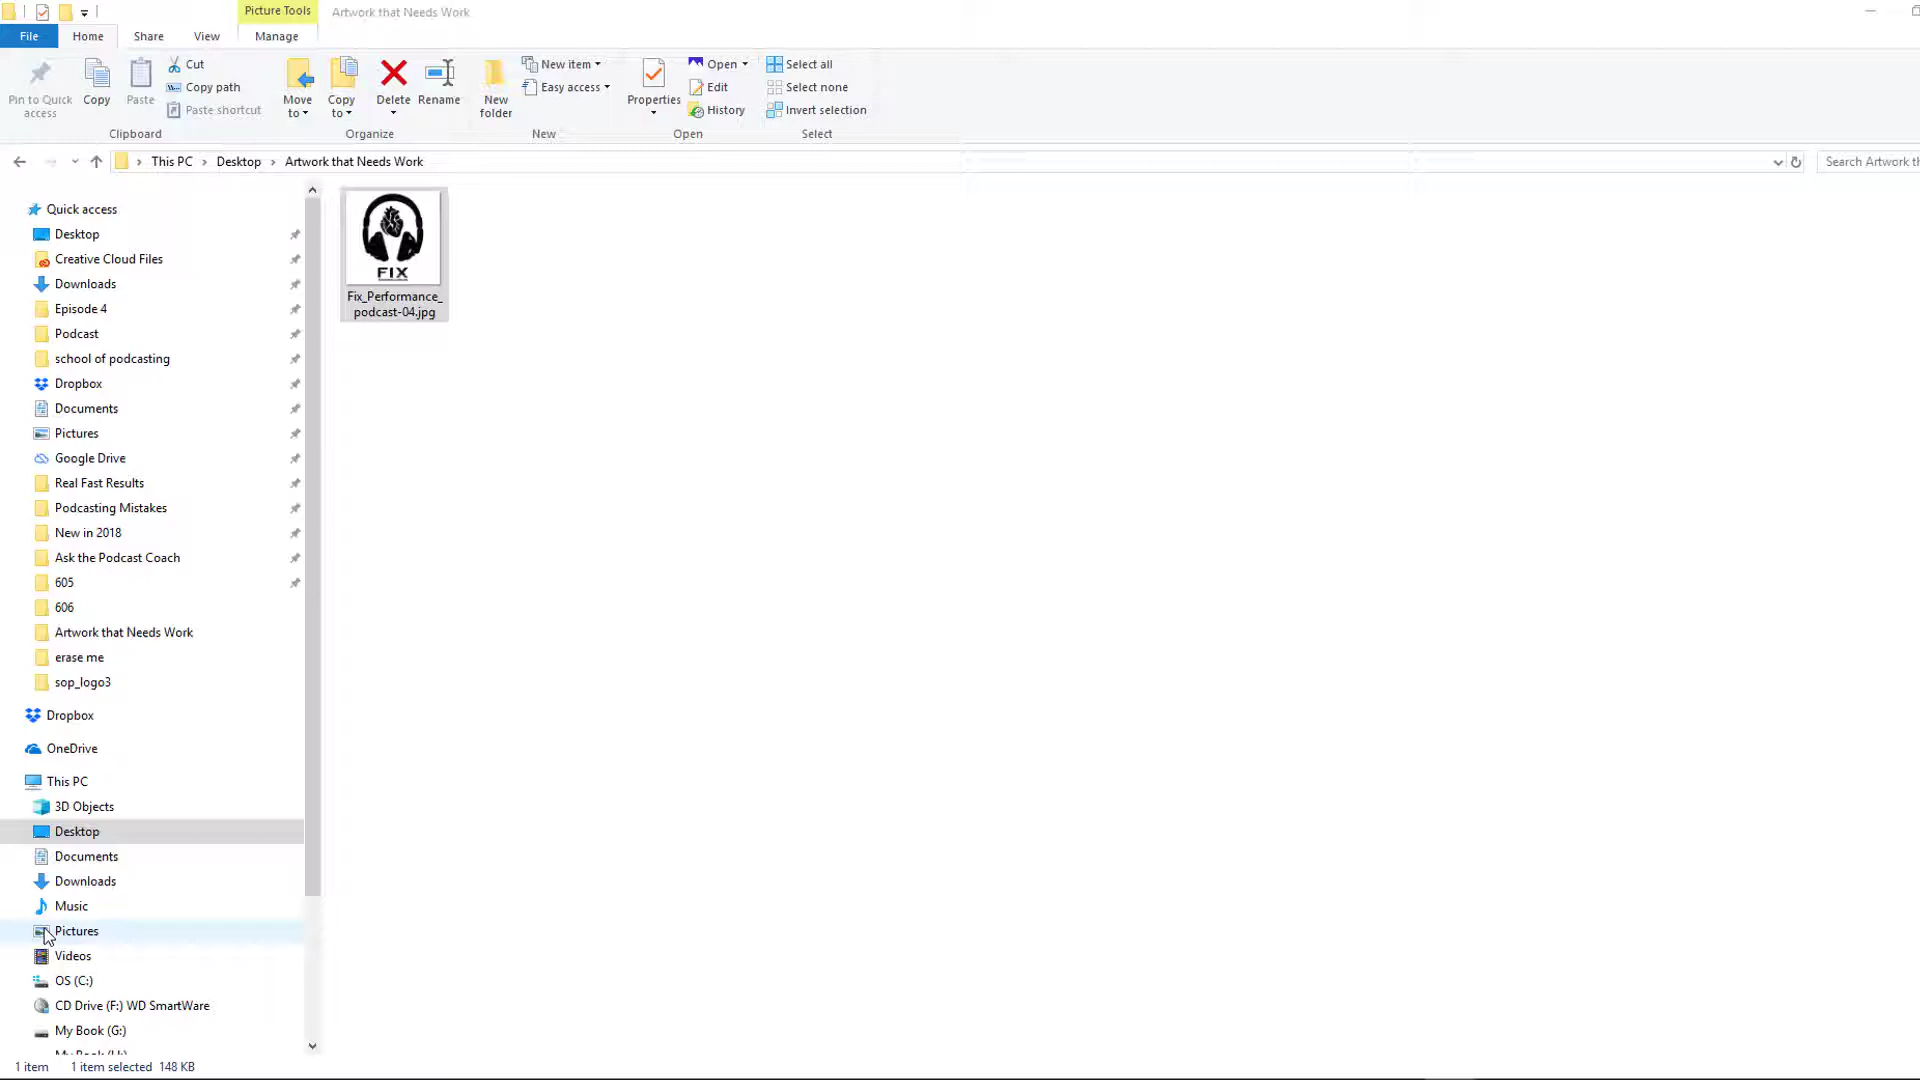 Picture Tools
Artwork that Needs Work
File
Home
Share
View
Manage
Pin to Quick
access
Copy
Paste
Cut
Copy path
Paste shortcut
Clipboard
Move
to
Copy
to
Delete
Rename
Organize
New
folder
New item
Easy access
New
Properties
Open
Edit
History
Open
Select all
Select none
Invert selection
Select
This PC
Desktop
Artwork that Needs Work
Search Artwork th
Quick access
Desktop
Creative Cloud Files
Downloads
Episode 4
Podcast
school of podcasting
Dropbox
Documents
Pictures
Google Drive
Real Fast Results
Podcasting Mistakes
New in 2018
Ask the Podcast Coach
605
606
Artwork that Needs Work
erase me
sop_logo3
Dropbox
OneDrive
This PC
3D Objects
Desktop
Documents
Downloads
Music
Pictures
Videos
OS (C:)
CD Drive (F:) WD SmartWare
My Book (G:)
FIX
Fix_Performance_
podcast-04.jpg
1 item
1 item selected 148 KB